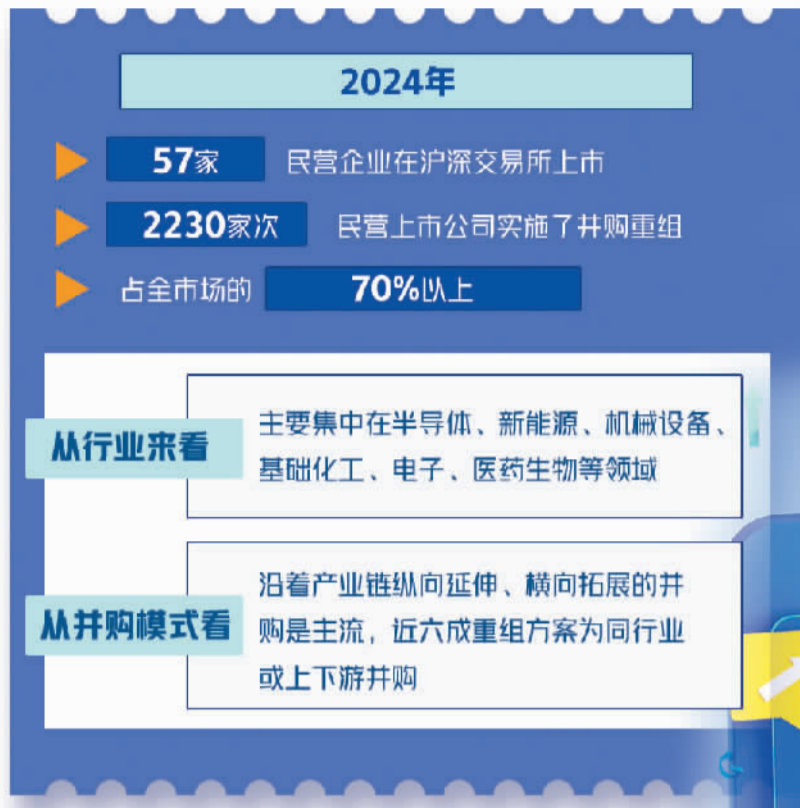 2024年
57家 民营企业在沪深交易所上市
2230家次 民营上市公司实施了并购重组
占全市场的 70%以上
从行业来看
主要集中在半导体、新能源、机械设备、
基础化工、电子、医药生物等领域
从并购模式看
沿着产业链纵向延伸、横向拓展的并
购是主流，近六成重组方案为同行业
或上下游并购